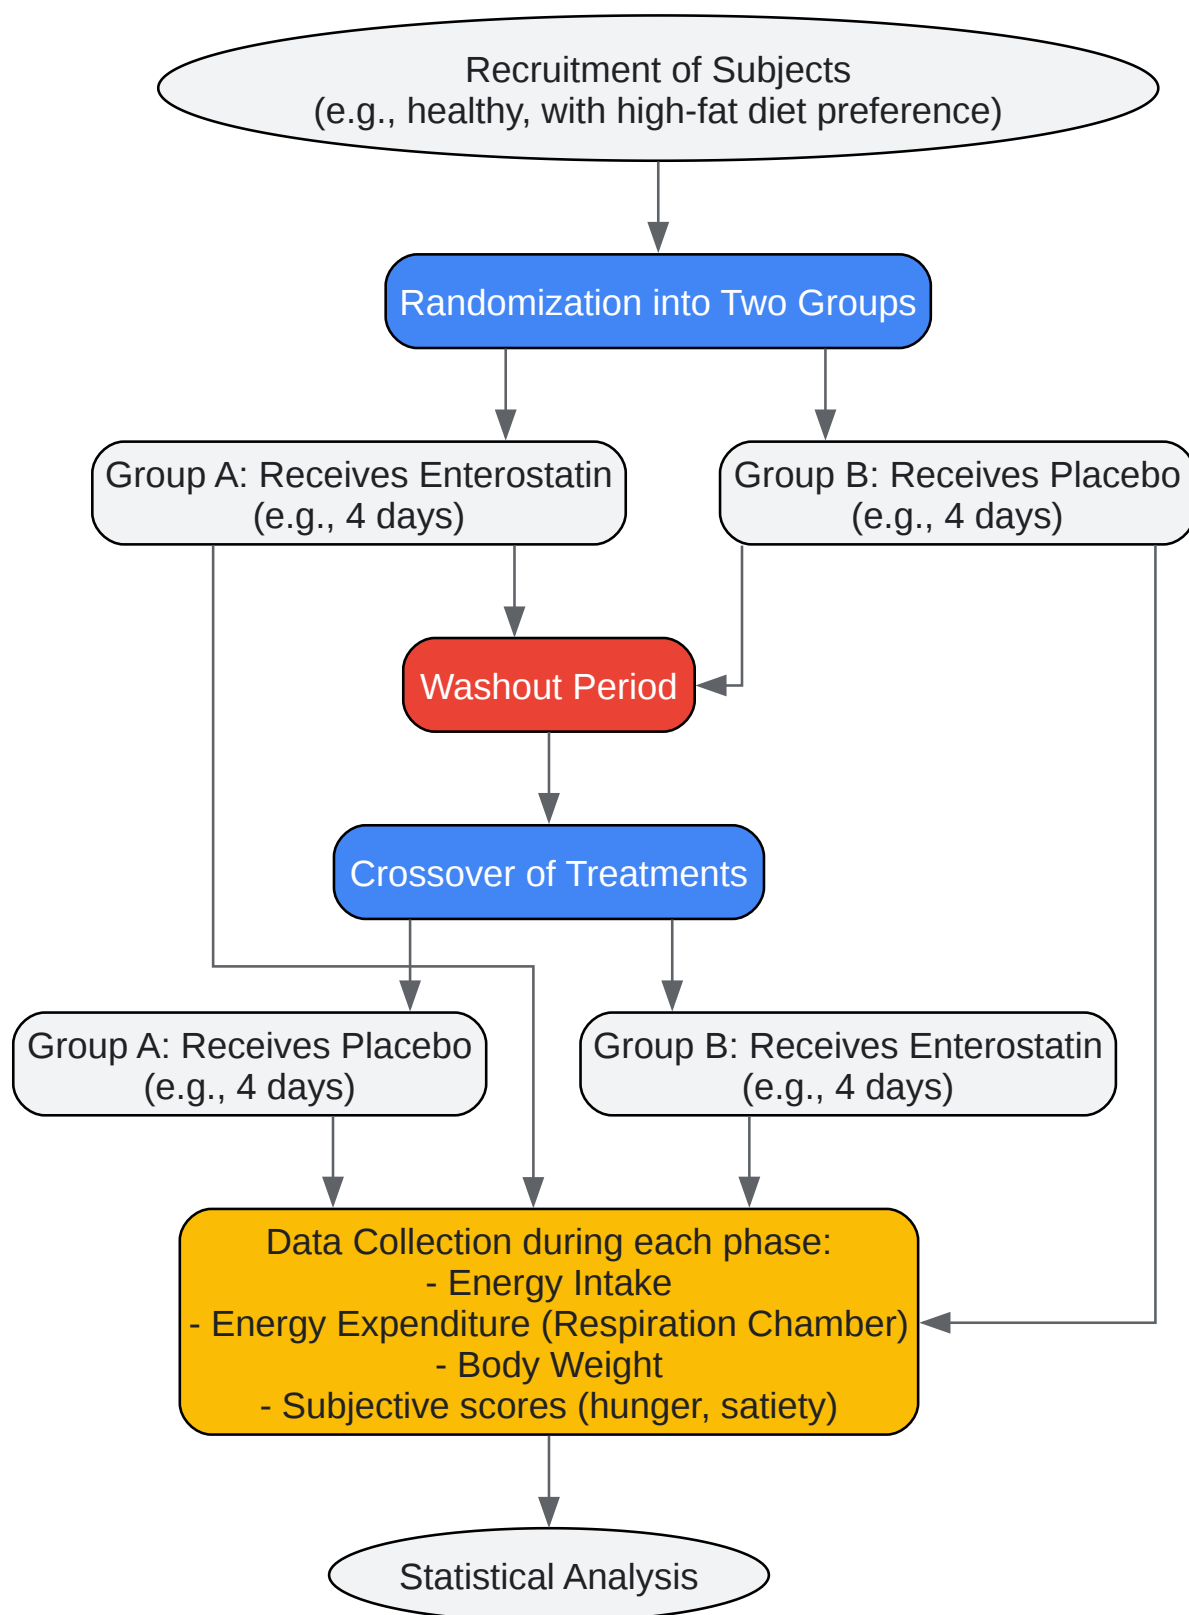 Recruitment of Subjects
(e.g., healthy, with high-fat diet preference)
Randomization into Two Groups
Group A: Receives Enterostatin
(e.g., 4 days)
Group B: Receives Placebo
(e.g., 4 days)
Washout Period
Crossover of Treatments
Group A: Receives Placebo
(e.g., 4 days)
Group B: Receives Enterostatin
(e.g., 4 days)
Data Collection during each phase:
- Energy Intake
- Energy Expenditure (Respiration Chamber)
- Body Weight
- Subjective scores (hunger, satiety)
Statistical Analysis